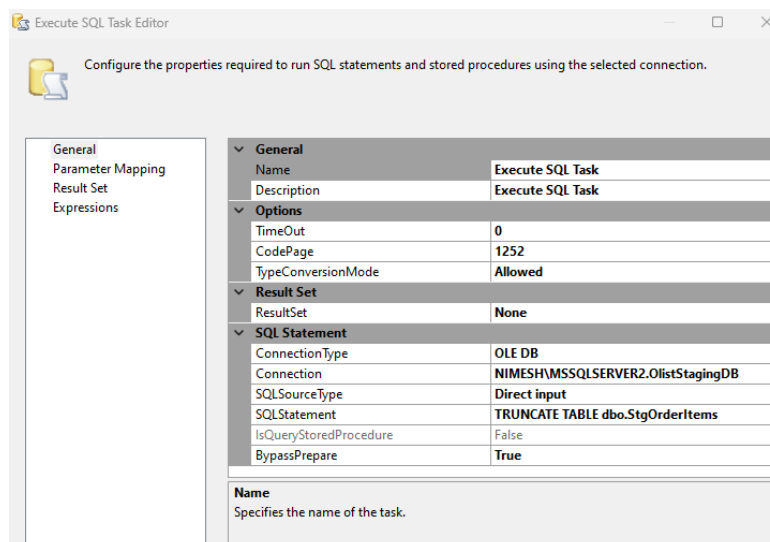 Execute SQL Task Editor
Configure the properties required to run SQL statements and stored procedures using the selected connection.
General
Parameter Mapping
Result Set
Expressions
General
Name Execute SQL Task
Description Execute SQL Task
Options
TimeOut 0
CodePage 1252
TypeConversionMode Allowed
Result Set
ResultSet None
SQL Statement
ConnectionType OLE DB
Connection NIMESH\MSSQLSERVER2.OlistStagingDB
SQLSourceType Direct input
SQLStatement TRUNCATE TABLE dbo.StgOrderItems
IsQueryStoredProcedure False
BypassPrepare True
Name
Specifies the name of the task.